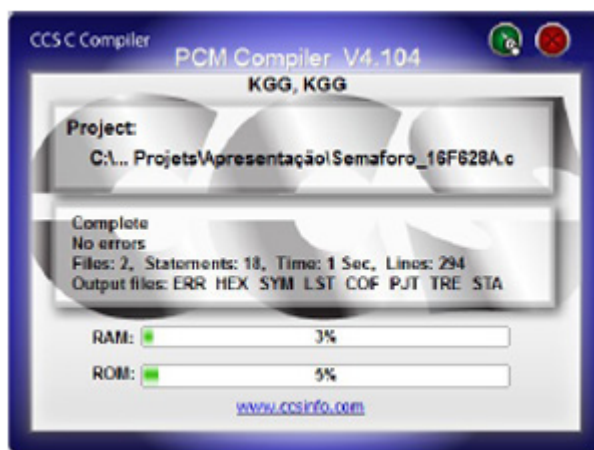 CCS C Compiler
PCM Compiler V4.104
KGG, KGG
Project:
C:\... Projets\Apresentação\Semaforo_16F628A.c
Complete
No errors
Files: 2, Statements: 18, Time: 1 Sec, Lines: 294
Output files: ERR HEX SYM LST COF PJT TRE STA
RAM: 3%
ROM: 5%
www.ccsinfo.com